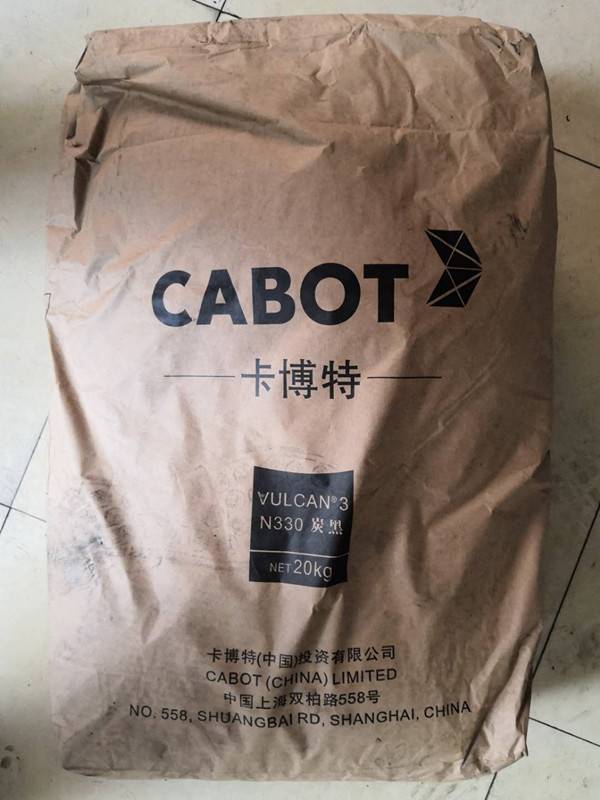 CABOT
卡博特
VULCAN® 3
N330 炭黑
NET 20kg
卡博特(中国)投资有限公司
CABOT (CHINA) LIMITED
中国上海双柏路558号
NO. 558, SHUANGBAI RD, SHANGHAI, CHINA